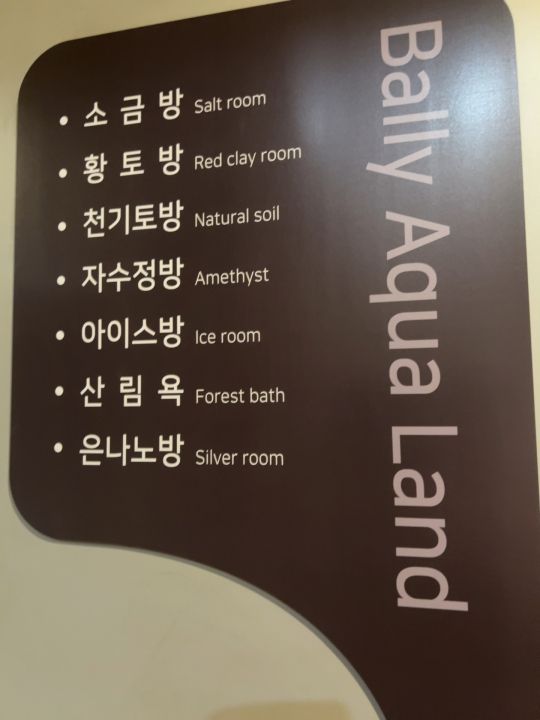 • 소 금 방 Salt room
• 황 토 방 Red clay room
• 천기토방 Natural soil
• 자수정방 Amethyst
• 아이스방 Ice room
• 산 림 욕 Forest bath
• 은나노방 Silver room
Bally Aqua Land